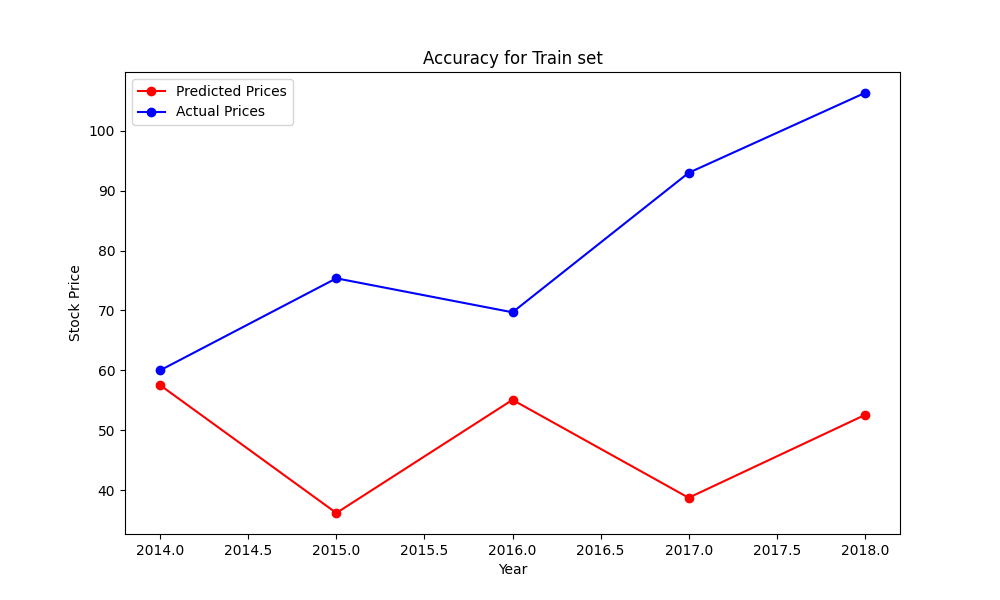 Accuracy for Train set
Predicted Prices
Actual Prices
100
90
80
70
60
50
40
Stock Price
2014.0 2014.5 2015.0 2015.5 2016.0 2016.5 2017.0 2017.5 2018.0
Year